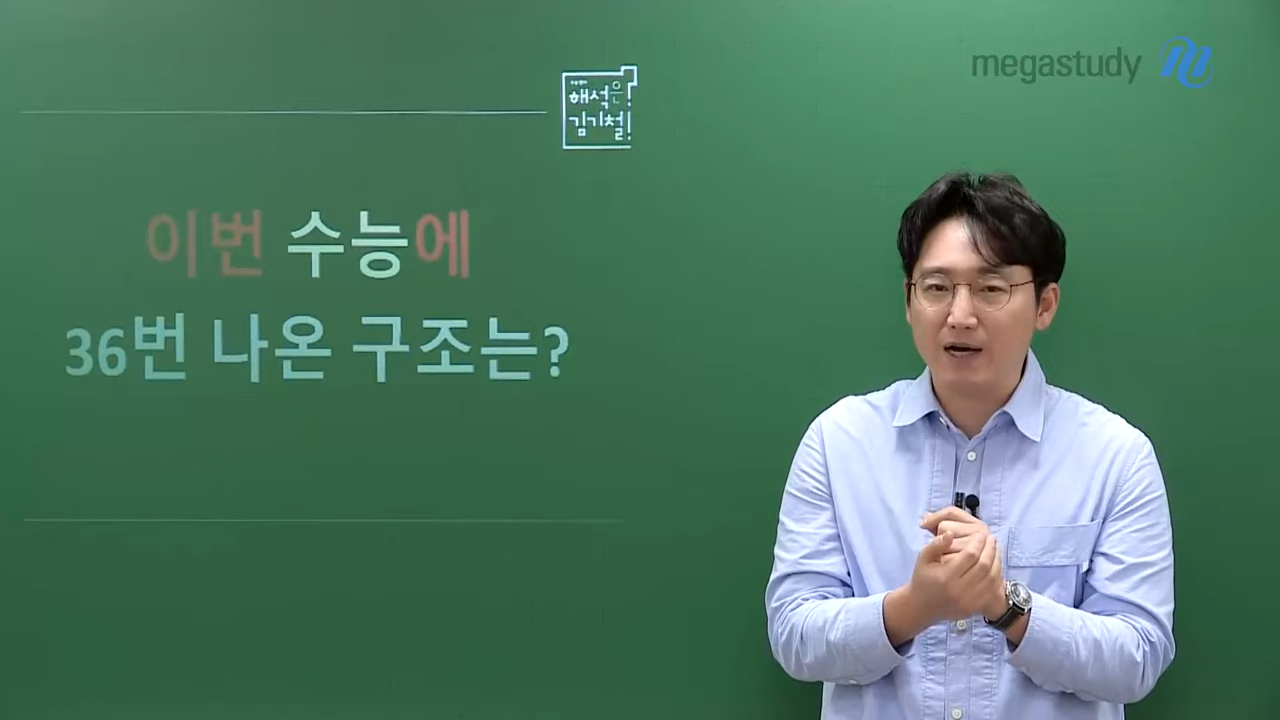 megastudy
해석은!
김기철!
이번 수능에
36번 나온 구조는?